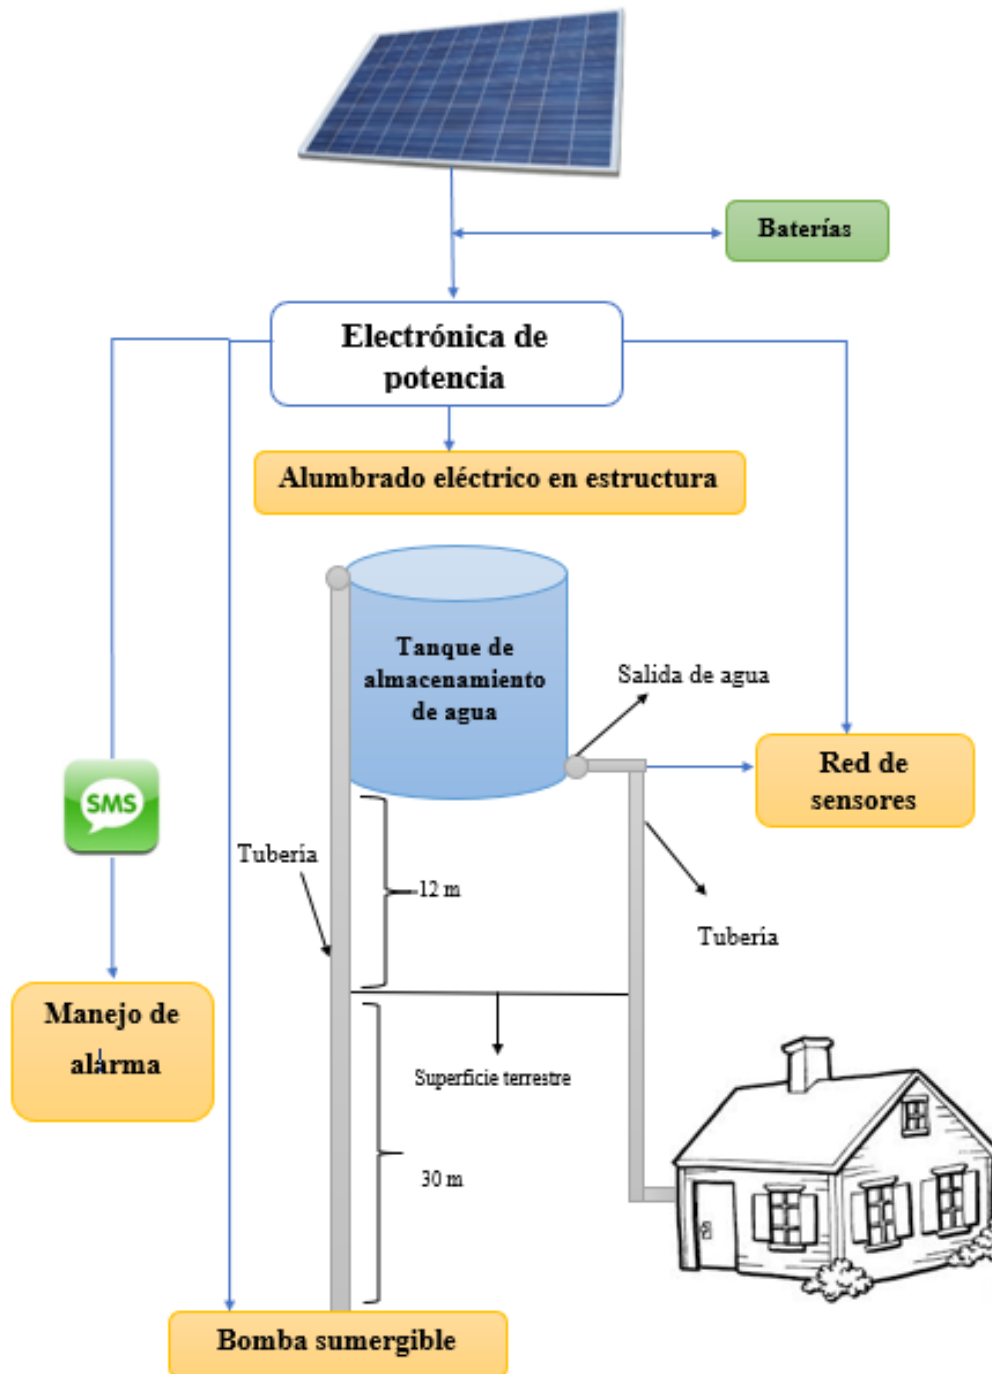 Baterías
Electrónica de
potencia
Alumbrado eléctrico en estructura
Tanque de
almacenamiento
de agua
Salida de agua
Red de
sensores
SMS
Tubería
12 m
Tubería
Manejo de
alarma
Superficie terrestre
30 m
Bomba sumergible